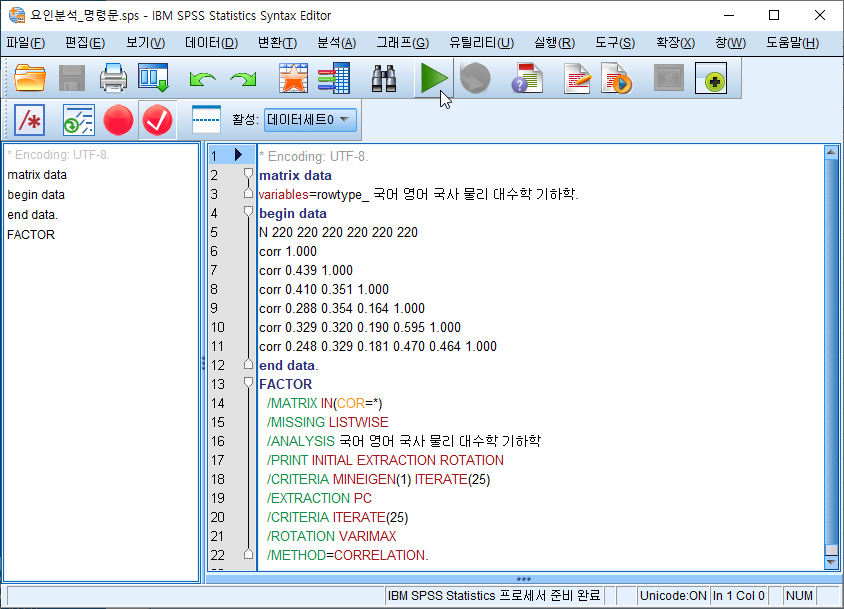 요인분석_명령문.sps - IBM SPSS Statistics Syntax Editor
파일(F) 편집(E) 보기(V) 데이터(D) 변환(T) 분석(A) 그래프(G) 유틸리티(U) 실행(R) 도구(S) 확장(X) 창(W) 도움말(H)
활성: 데이터세트0
* Encoding: UTF-8.
matrix data
begin data
end data.
FACTOR
1 * Encoding: UTF-8.
2 matrix data
3 variables=rowtype_ 국어 영어 국사 물리 대수학 기하학.
4 begin data
5 N 220 220 220 220 220 220
6 corr 1.000
7 corr 0.439 1.000
8 corr 0.410 0.351 1.000
9 corr 0.288 0.354 0.164 1.000
10 corr 0.329 0.320 0.190 0.595 1.000
11 corr 0.248 0.329 0.181 0.470 0.464 1.000
12 end data.
13 FACTOR
14 /MATRIX IN(COR=*)
15 /MISSING LISTWISE
16 /ANALYSIS 국어 영어 국사 물리 대수학 기하학
17 /PRINT INITIAL EXTRACTION ROTATION
18 /CRITERIA MINEIGEN(1) ITERATE(25)
19 /EXTRACTION PC
20 /CRITERIA ITERATE(25)
21 /ROTATION VARIMAX
22 /METHOD=CORRELATION.
IBM SPSS Statistics 프로세서 준비 완료 Unicode:ON In 1 Col 0 NUM